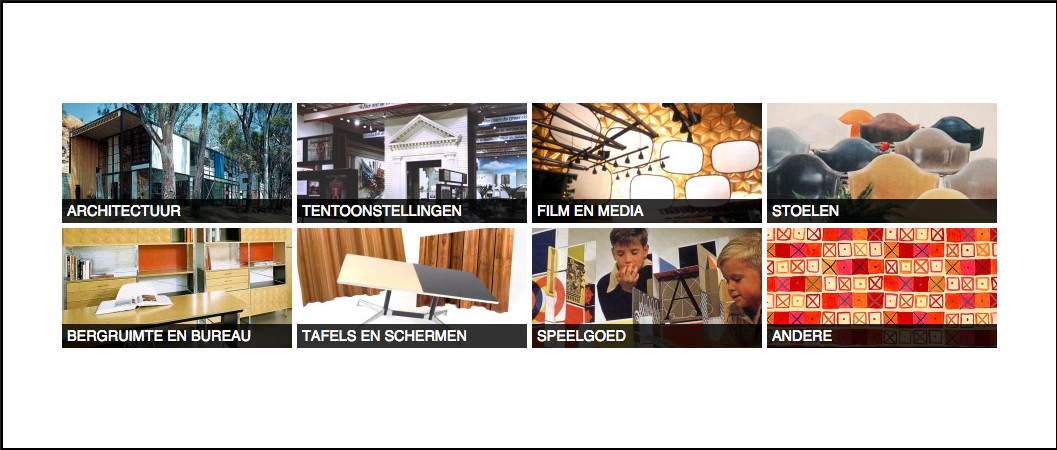 ARCHITECTUUR
TENTOONSTELLINGEN
FILM EN MEDIA
STOELEN
BERGRUIMTE EN BUREAU
TAFELS EN SCHERMEN
SPEELGOED
ANDERE